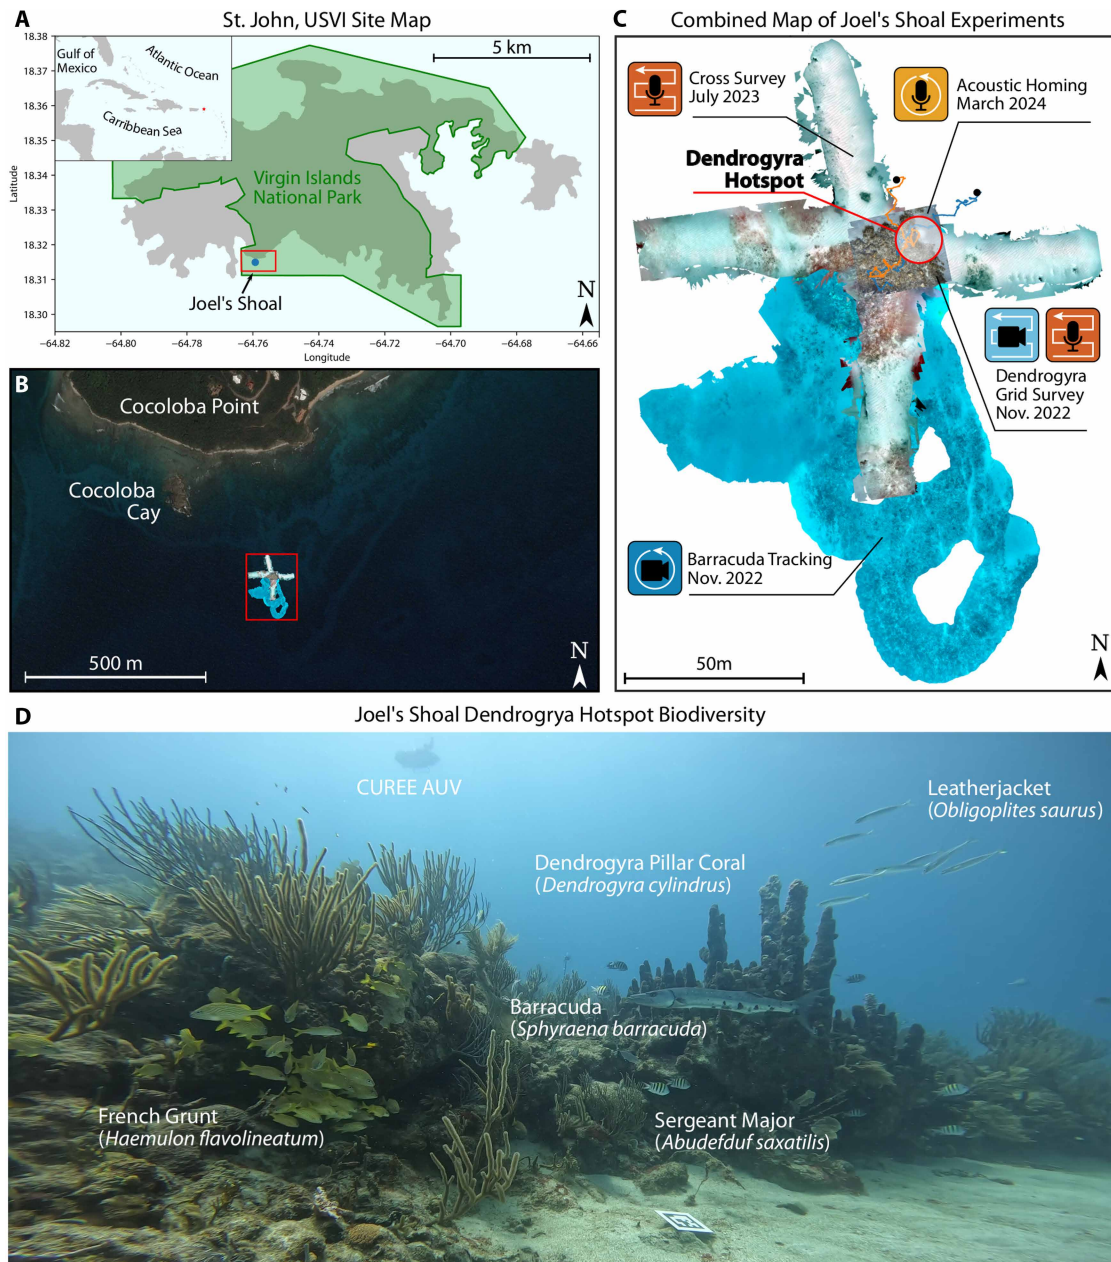 A
St. John, USVI Site Map
18.38
18.37
18.36
18.35
18.34
18.33
18.32
18.31
18.30
Latitude
Gulf of
Mexico
Atlantic Ocean
Carribbean Sea
5 km
Virgin Islands
National Park
Joel's Shoal
N
−64.82
−64.80
−64.78
−64.76
−64.74
−64.72
−64.70
−64.68
−64.66
Longitude
B
Cocoloba Point
Cocoloba
Cay
500 m
N
C
Combined Map of Joel's Shoal Experiments
Cross Survey
July 2023
Acoustic Homing
March 2024
Dendrogyra
Hotspot
Dendrogyra
Grid Survey
Nov. 2022
Barracuda Tracking
Nov. 2022
50m
N
D
Joel's Shoal Dendrogrya Hotspot Biodiversity
CUREE AUV
Leatherjacket
(Obligoplites saurus)
Dendrogyra Pillar Coral
(Dendrogyra cylindrus)
Barracuda
(Sphyraena barracuda)
French Grunt
(Haemulon flavolineatum)
Sergeant Major
(Abudefduf saxatilis)